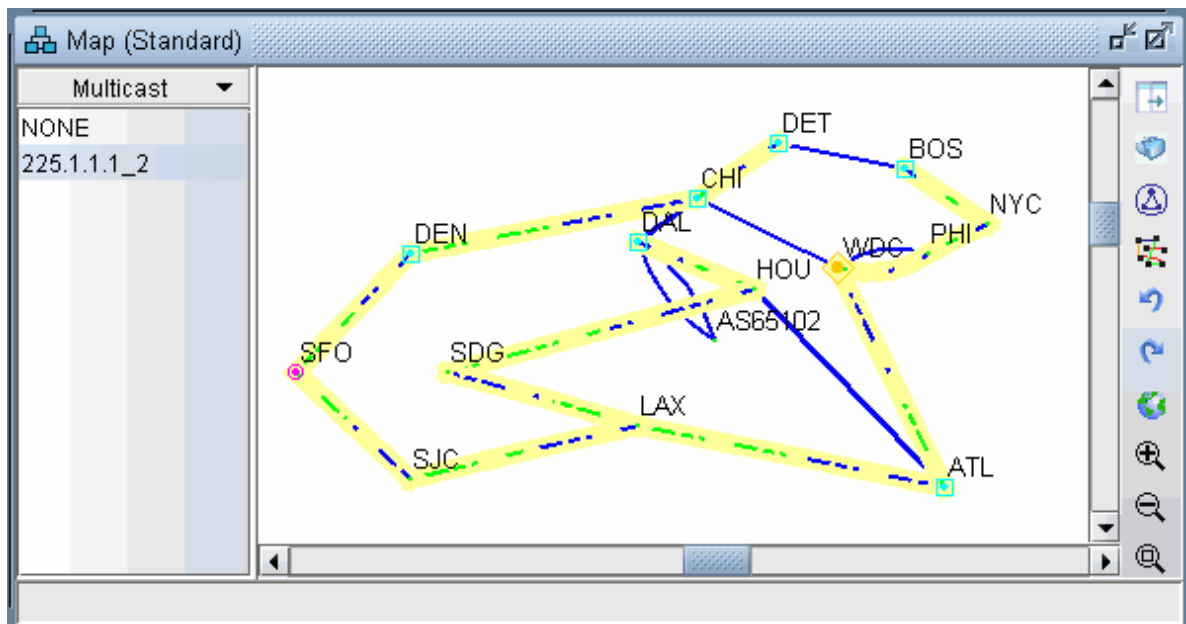 Map (Standard)
Multicast
NONE
225.1.1.1_2
DET
BOS
CHI
NYC
DAL
PHI
DEN
WDC
HOU
AS65102
SFO
SDG
LAX
SJC
ATL